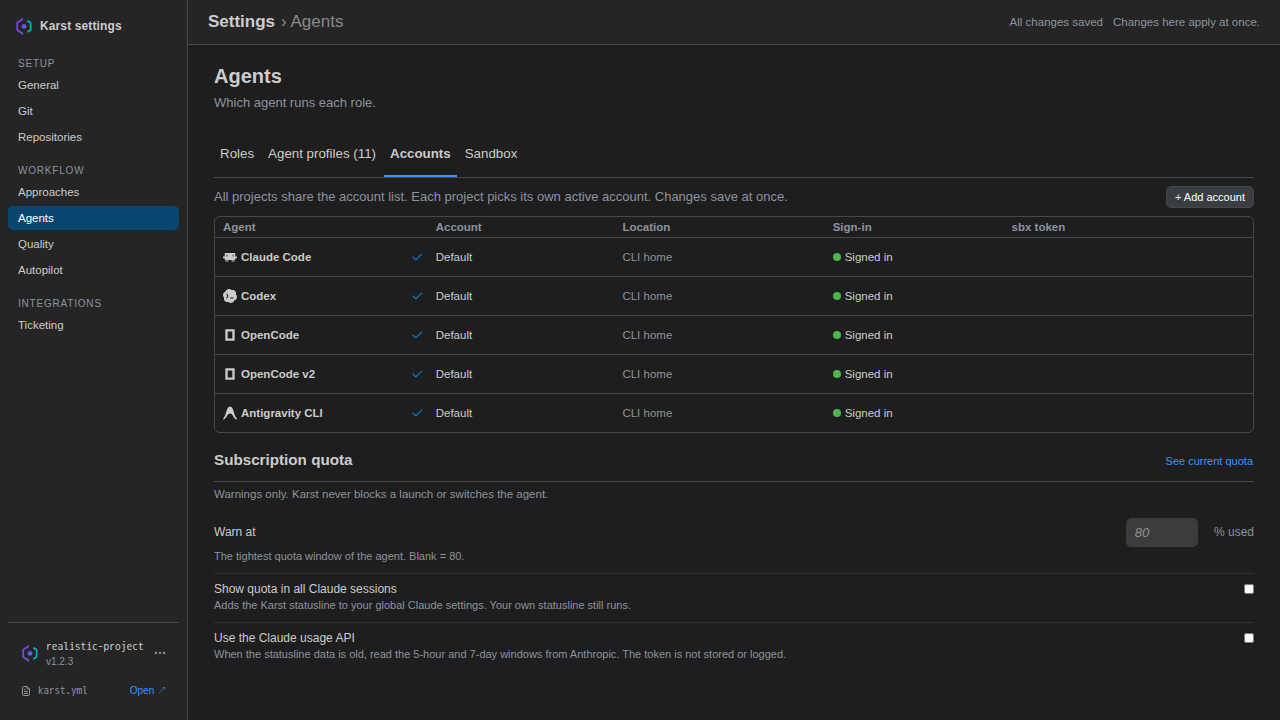 Karst settings
SETUP
General
Git
Repositories
WORKFLOW
Approaches
Agents
Quality
Autopilot
INTEGRATIONS
Ticketing
realistic-project
v1.2.3
karst.yml
Open ↗
Settings › Agents
All changes saved Changes here apply at once.
Agents
Which agent runs each role.
Roles Agent profiles (11) Accounts Sandbox
All projects share the account list. Each project picks its own active account. Changes save at once.
+ Add account
Agent Account Location Sign-in sbx token
Claude Code Default CLI home Signed in
Codex Default CLI home Signed in
OpenCode Default CLI home Signed in
OpenCode v2 Default CLI home Signed in
Antigravity CLI Default CLI home Signed in
Subscription quota
See current quota
Warnings only. Karst never blocks a launch or switches the agent.
Warn at
80 % used
The tightest quota window of the agent. Blank = 80.
Show quota in all Claude sessions
Adds the Karst statusline to your global Claude settings. Your own statusline still runs.
Use the Claude usage API
When the statusline data is old, read the 5-hour and 7-day windows from Anthropic. The token is not stored or logged.